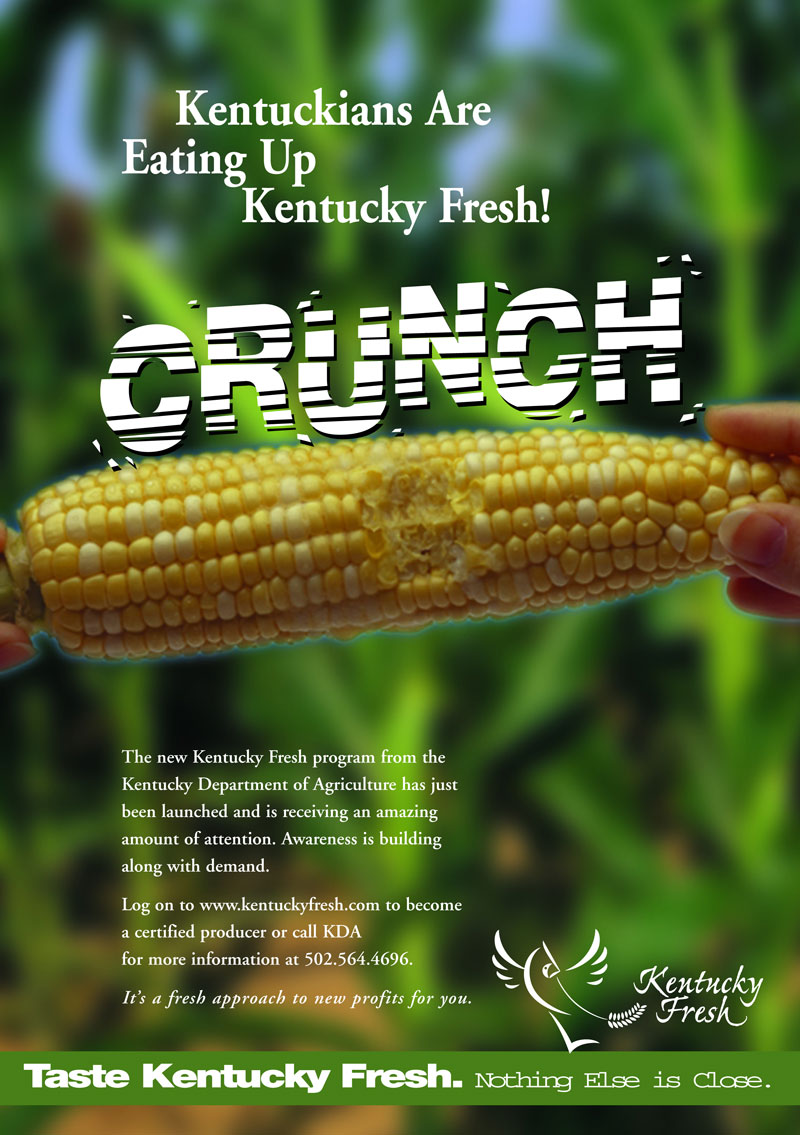 Kentuckians Are
Eating Up
Kentucky Fresh!
CRUNCH
The new Kentucky Fresh program from the
Kentucky Department of Agriculture has just
been launched and is receiving an amazing
amount of attention. Awareness is building
along with demand.
Log on to www.kentuckyfresh.com to become
a certified producer or call KDA
for more information at 502.564.4696.
It's a fresh approach to new profits for you.
Kentucky
Fresh
Taste Kentucky Fresh. Nothing Else is Close.